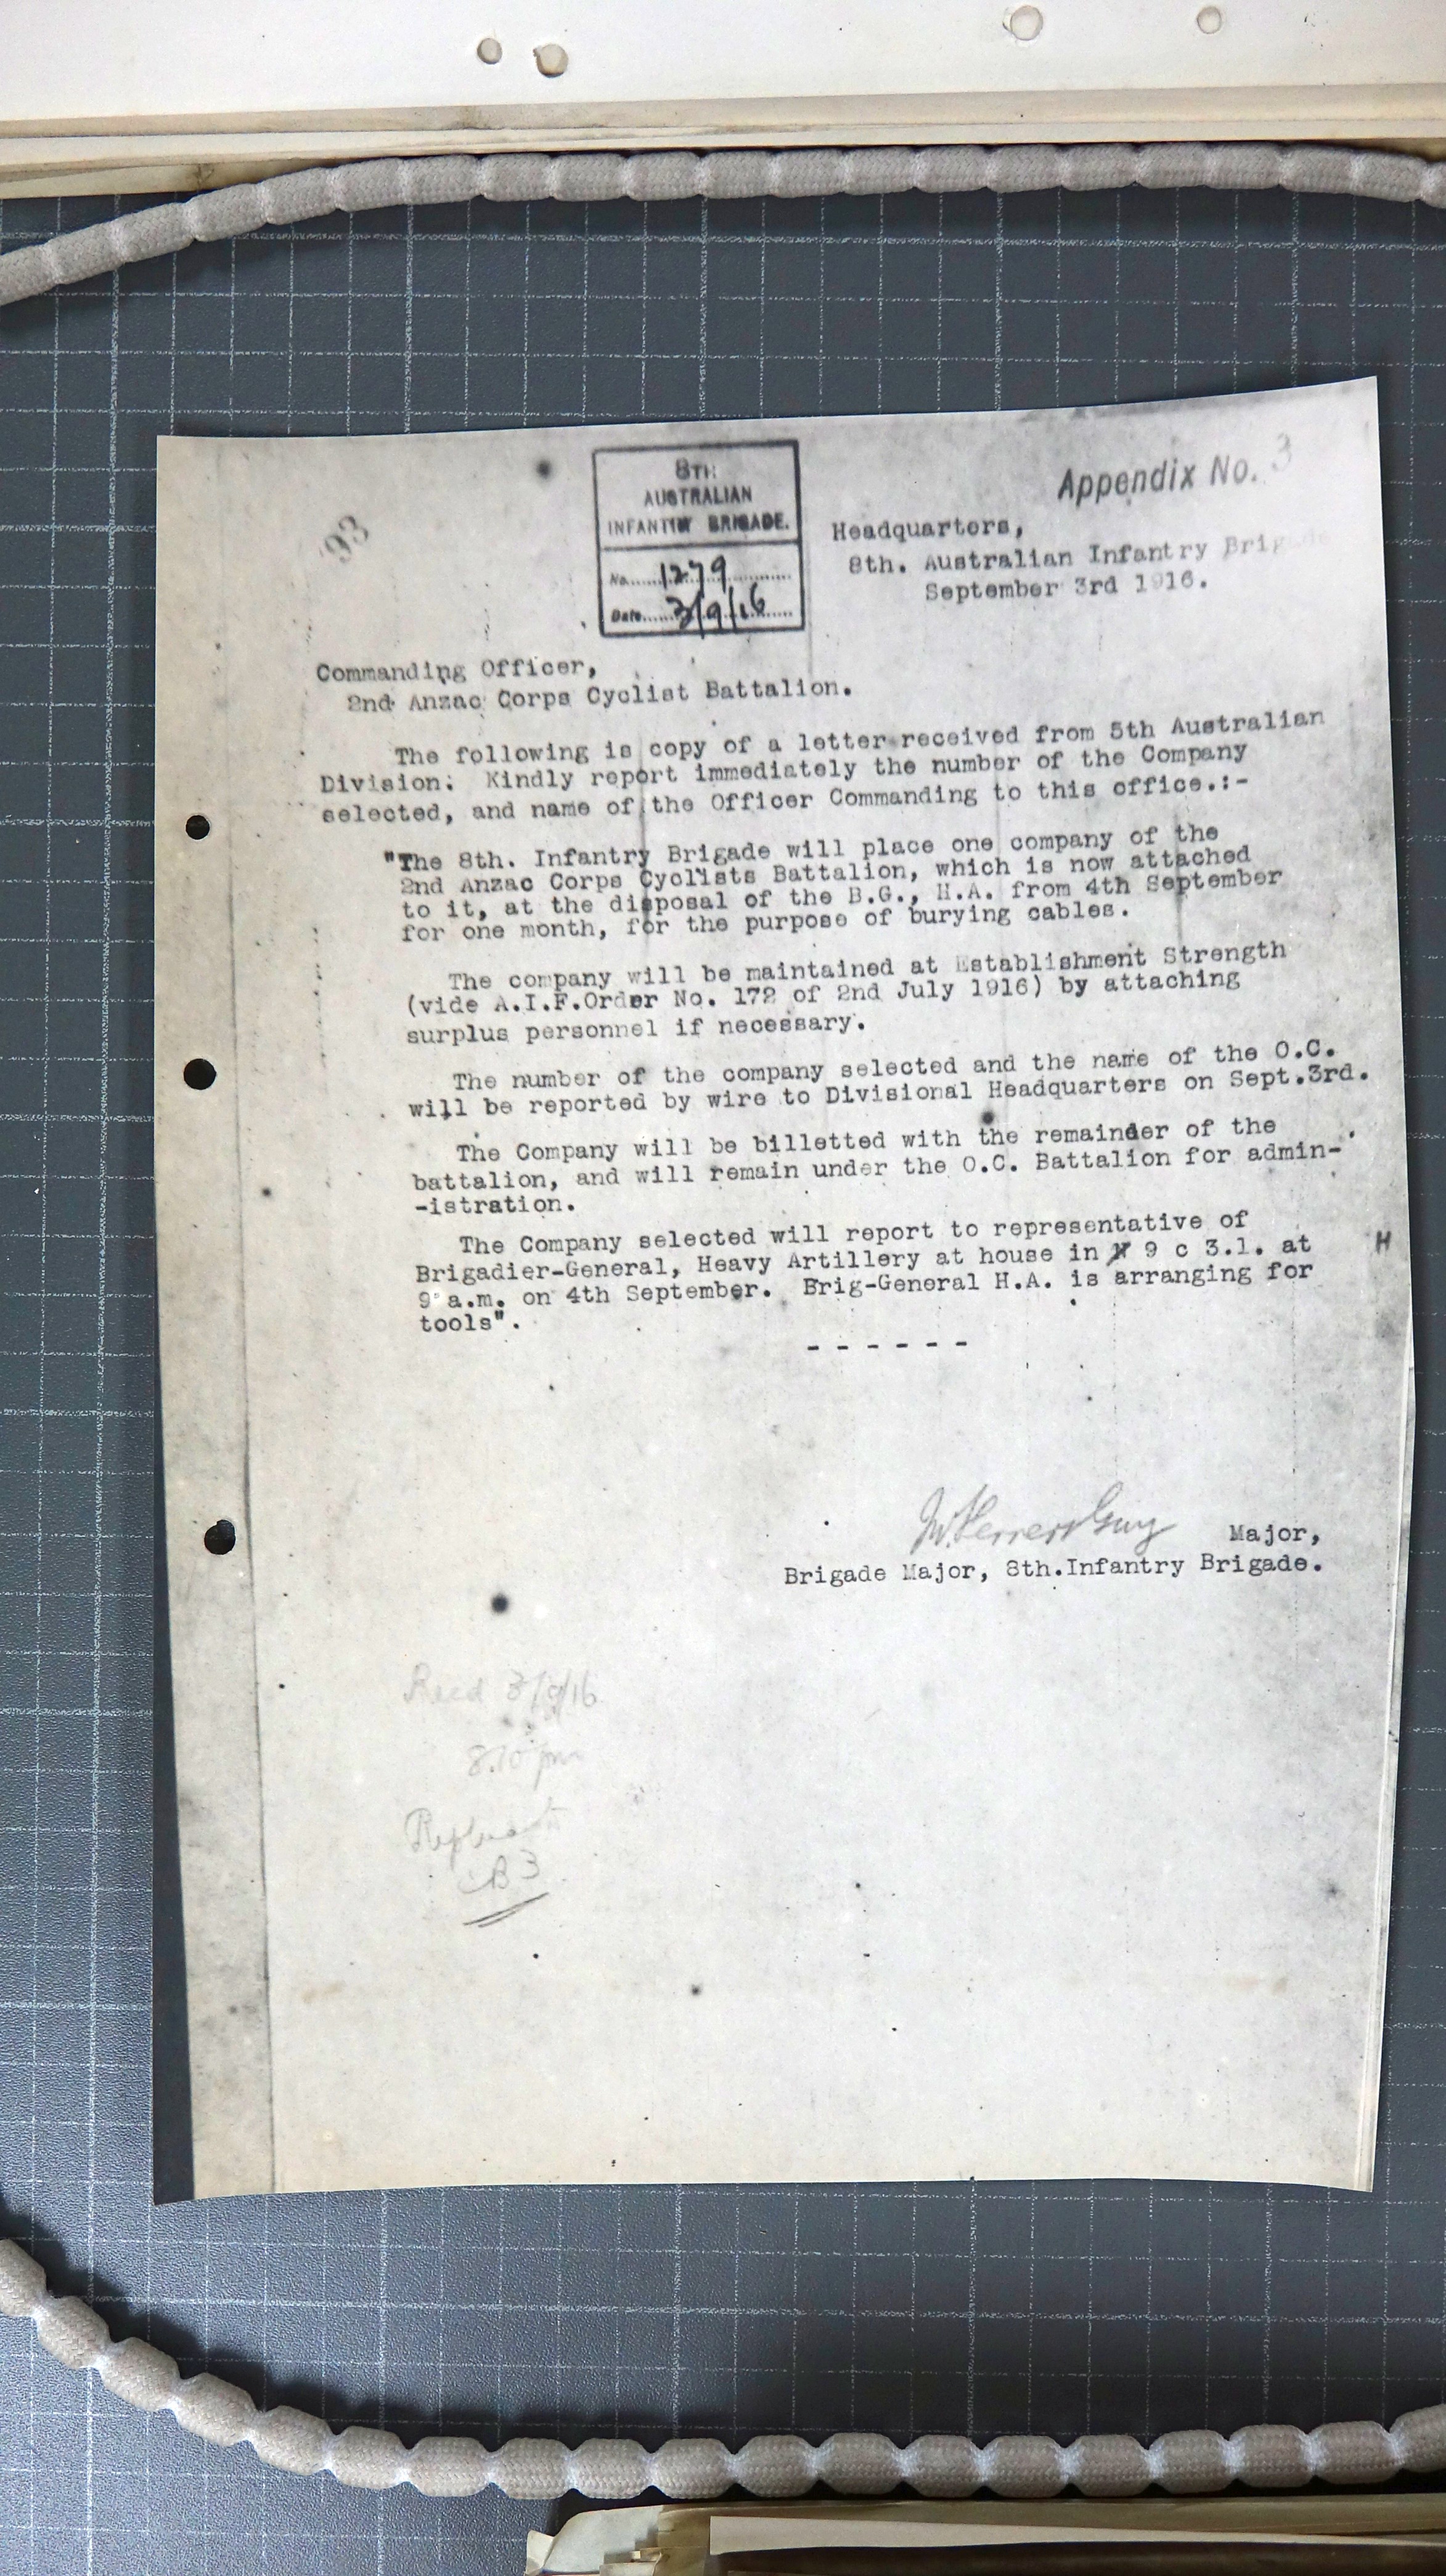 93
8TH
AUSTRALIAN
INFANTRY BRIGADE.
No. 1279
Date 3/9/16
Appendix No. 3
Headquarters,
8th. Australian Infantry Brigade
September 3rd 1916.
Commanding Officer,
2nd Anzac Corps Cyclist Battalion.
The following is copy of a letter received from 5th Australian
Division. Kindly report immediately the number of the Company
selected, and name of the Officer Commanding to this office.:-
"The 8th. Infantry Brigade will place one company of the
2nd Anzac Corps Cyclists Battalion, which is now attached
to it, at the disposal of the B.G., H.A. from 4th September
for one month, for the purpose of burying cables.
The company will be maintained at Establishment Strength
(vide A.I.F.Order No. 172 of 2nd July 1916) by attaching
surplus personnel if necessary.
The number of the company selected and the name of the O.C.
will be reported by wire to Divisional Headquarters on Sept.3rd.
The Company will be billetted with the remainder of the
battalion, and will remain under the O.C. Battalion for admin-
-istration.
The Company selected will report to representative of
Brigadier-General, Heavy Artillery at house in 9 c 3.1. at H
9 a.m. on 4th September. Brig-General H.A. is arranging for
tools".
- - - - - -
Major,
Brigade Major, 8th.Infantry Brigade.
Recd 3/9/16
8.10 pm
B3